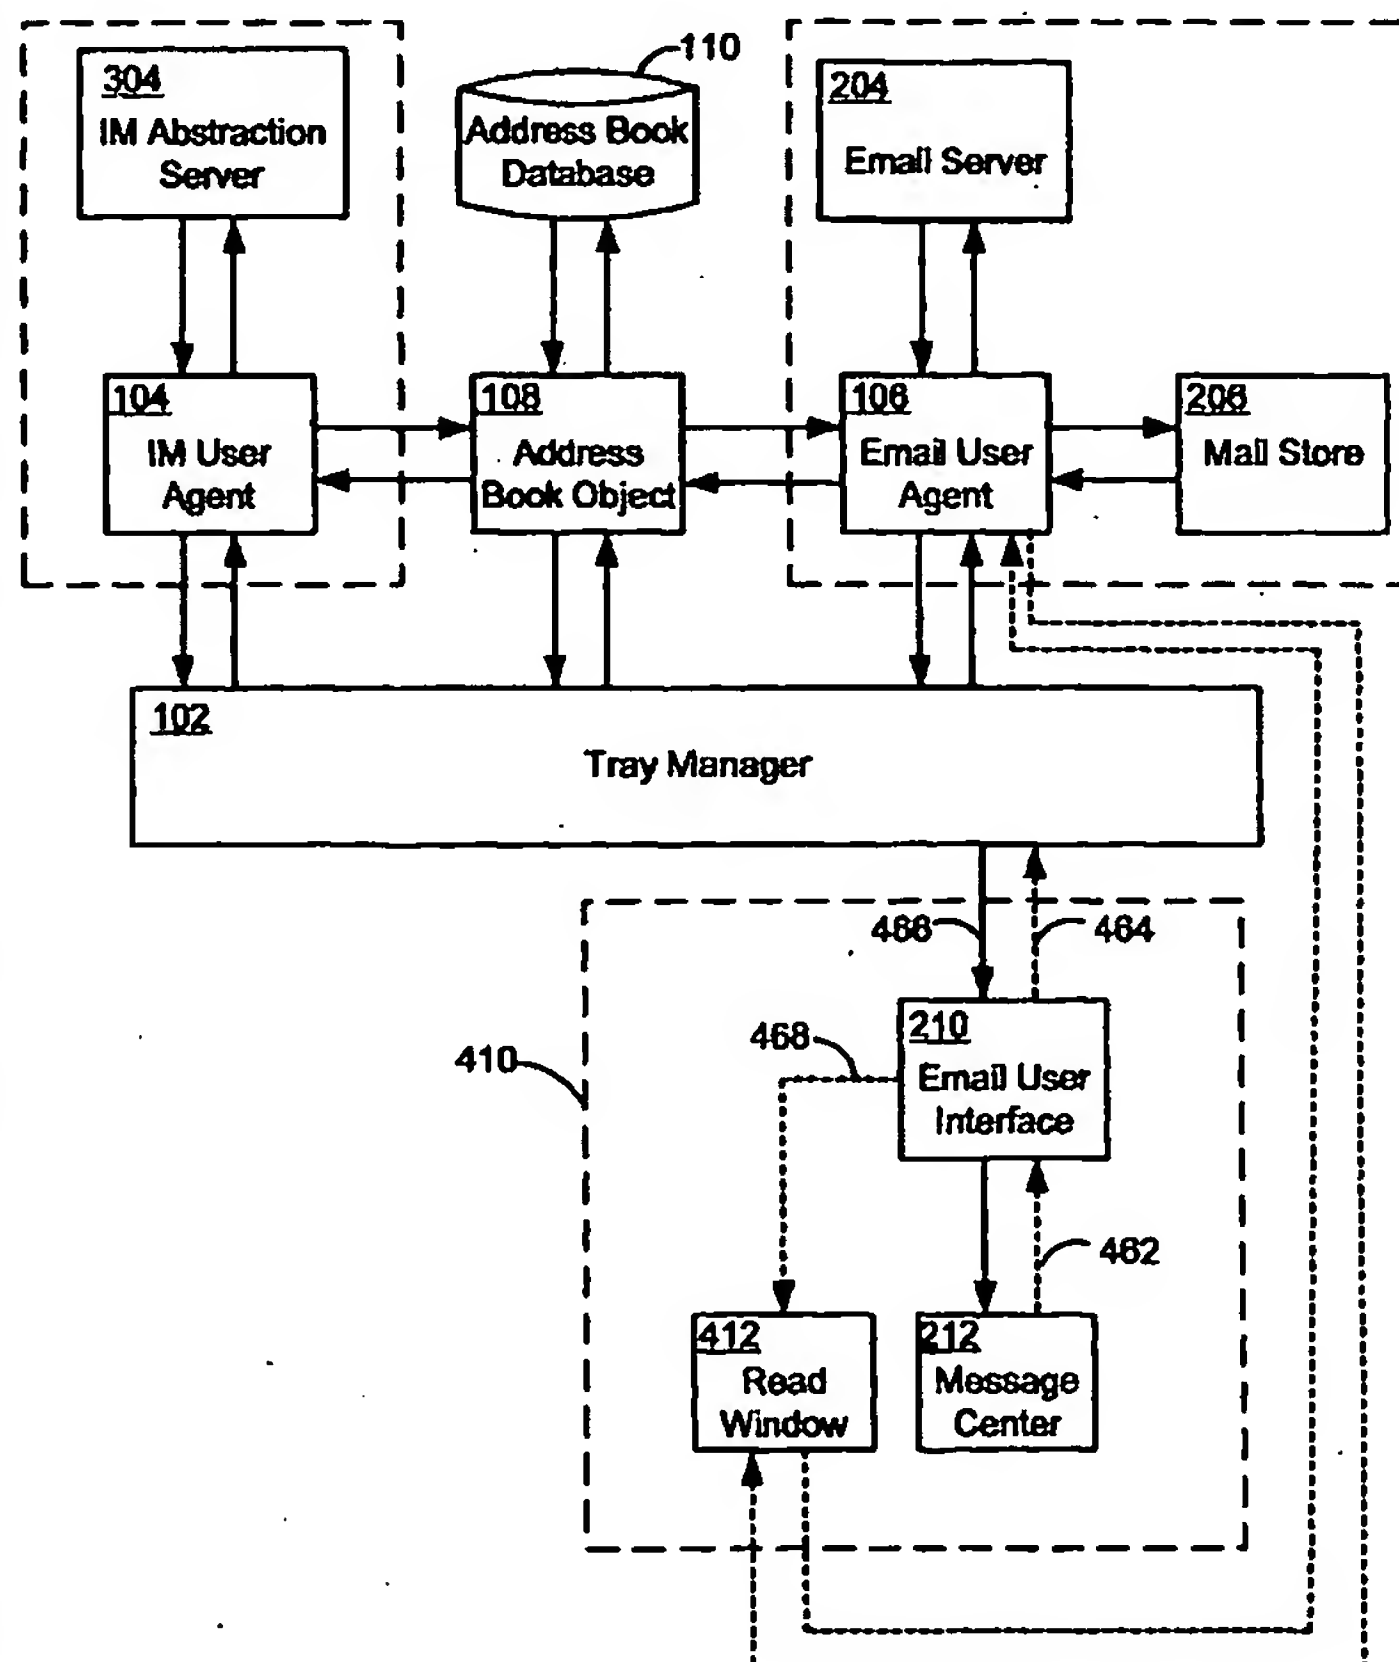 304
IM Abstraction
Server
110
Address Book
Database
204
Email Server
104
IM User
Agent
108
Address
Book Object
106
Email User
Agent
206
Mail Store
102
Tray Manager
466
464
410
468
210
Email User
Interface
462
412
Read
Window
212
Message
Center